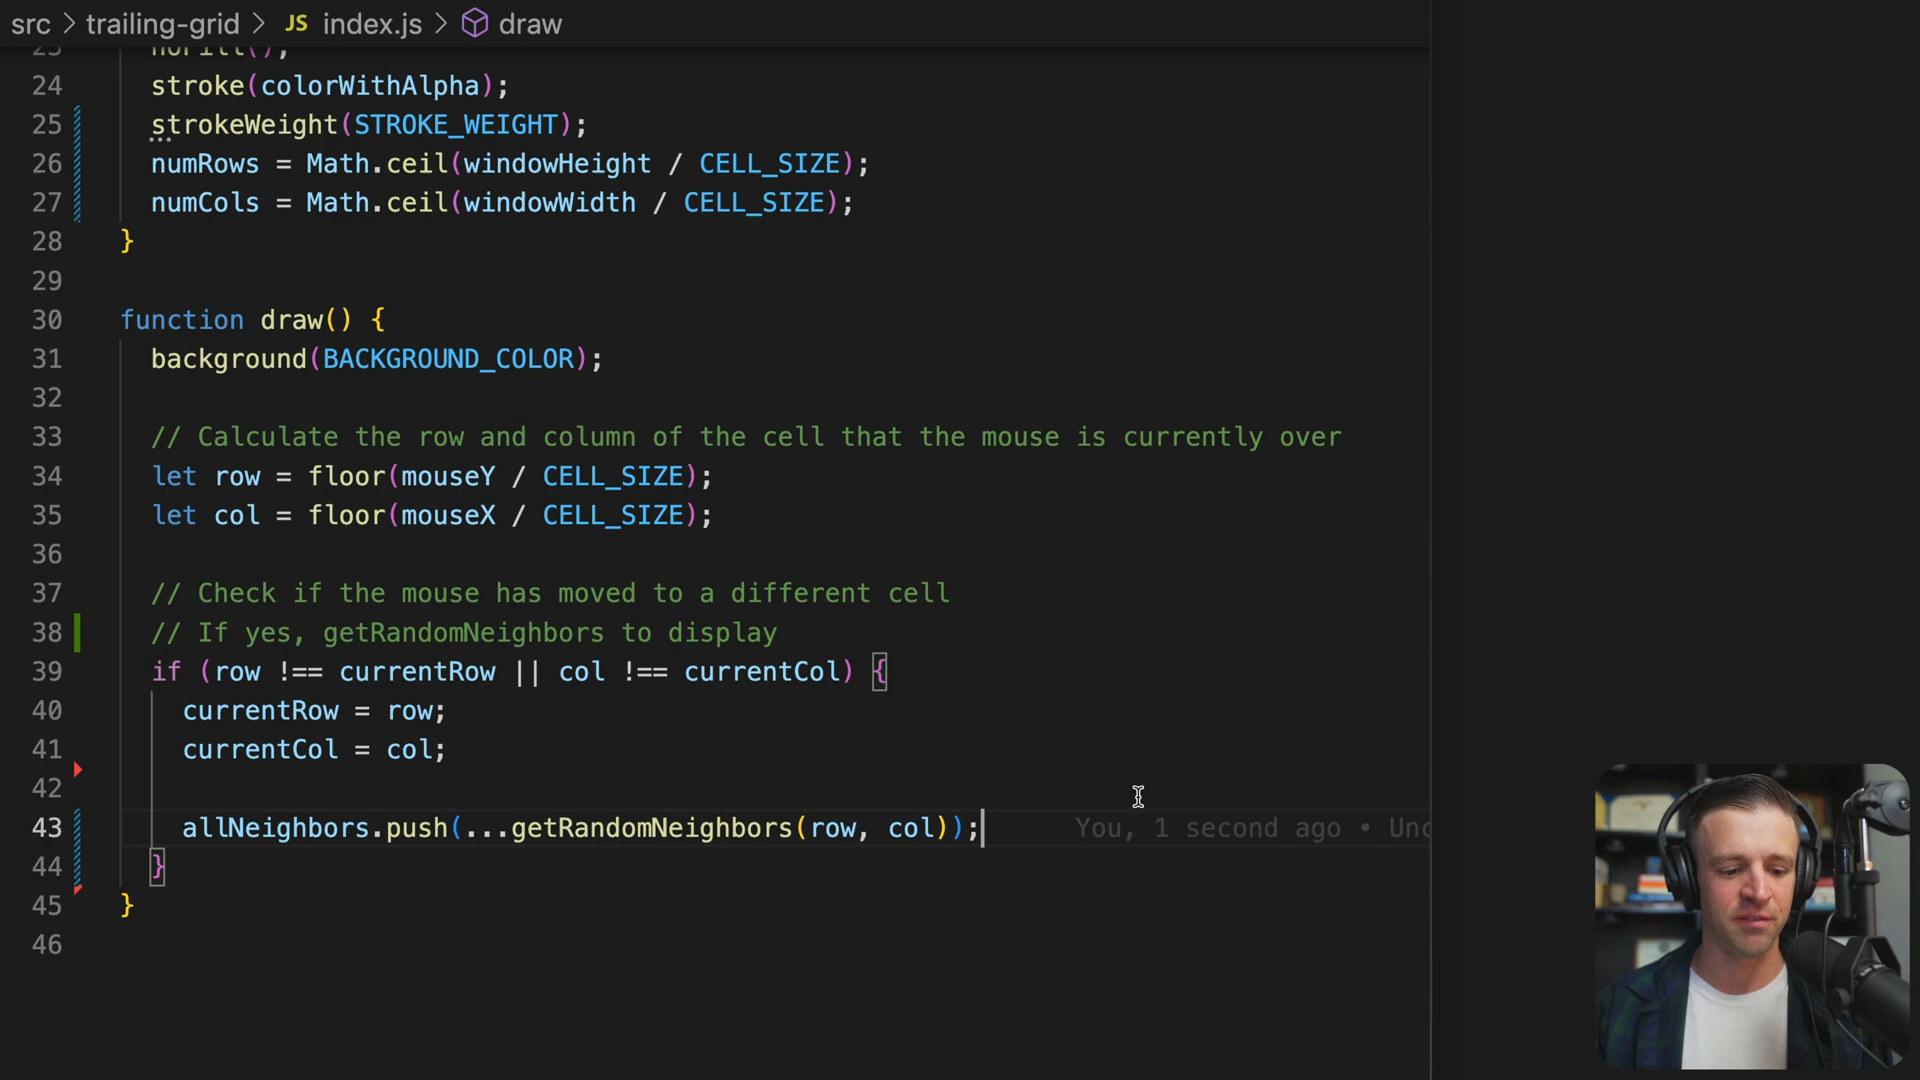 src > trailing-grid > JS index.js > draw
23 noFill();
24 stroke(colorWithAlpha);
25 strokeWeight(STROKE_WEIGHT);
26 numRows = Math.ceil(windowHeight / CELL_SIZE);
27 numCols = Math.ceil(windowWidth / CELL_SIZE);
28 }
29
30 function draw() {
31 background(BACKGROUND_COLOR);
32
33 // Calculate the row and column of the cell that the mouse is currently over
34 let row = floor(mouseY / CELL_SIZE);
35 let col = floor(mouseX / CELL_SIZE);
36
37 // Check if the mouse has moved to a different cell
38 // If yes, getRandomNeighbors to display
39 if (row !== currentRow || col !== currentCol) {
40 currentRow = row;
41 currentCol = col;
42
43 allNeighbors.push(...getRandomNeighbors(row, col)); You, 1 second ago • Unc
44 }
45 }
46